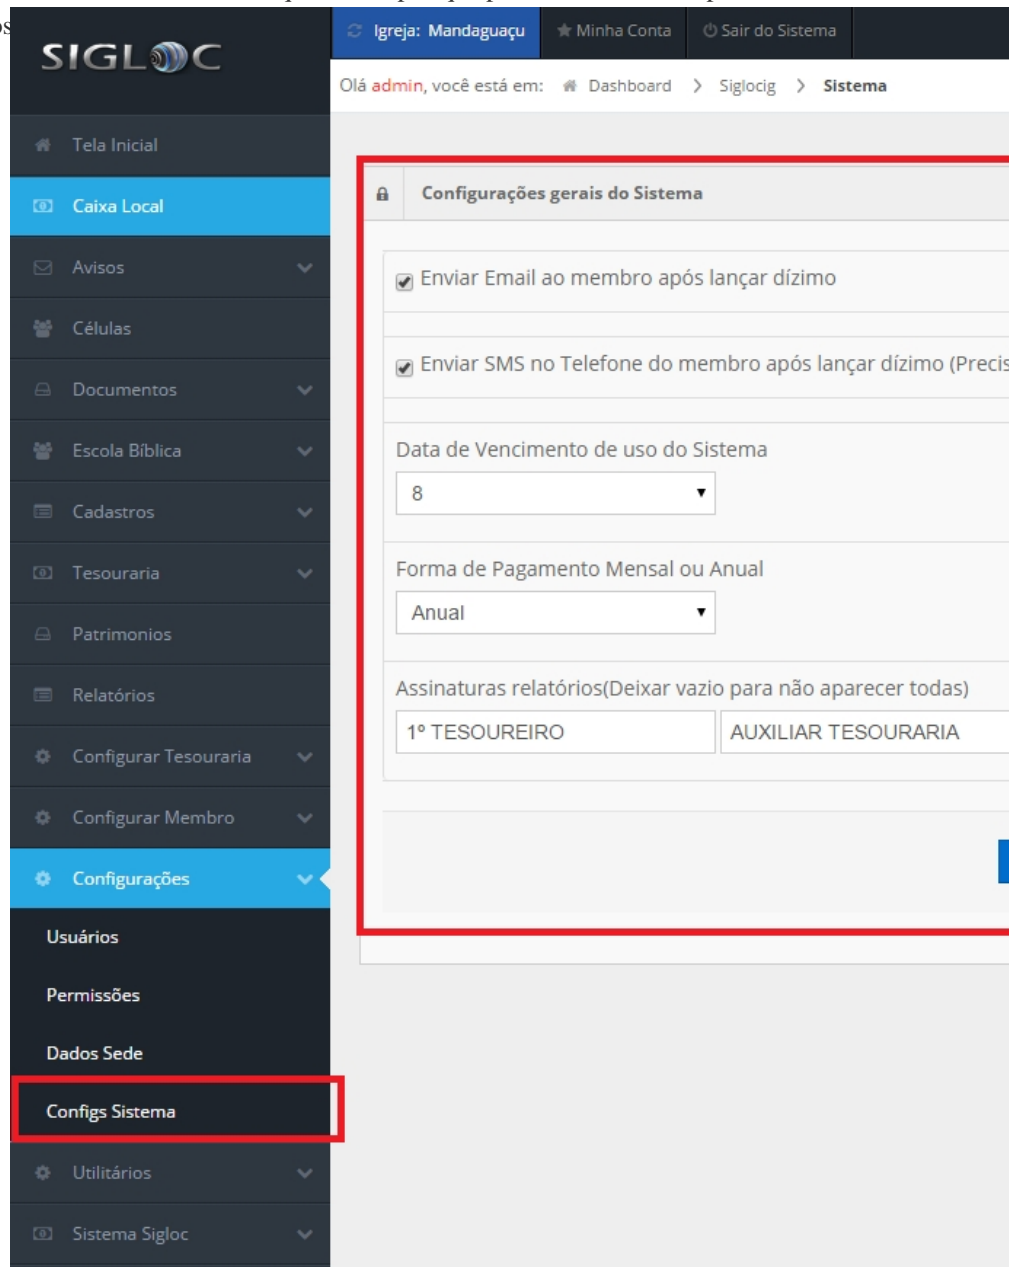 SIGLOC
Igreja: Mandaguaçu
Minha Conta
Sair do Sistema
Olá admin, você está em: Dashboard > Siglocig > Sistema
Tela Inicial
Caixa Local
Avisos
Células
Documentos
Escola Bíblica
Cadastros
Tesouraria
Patrimonios
Relatórios
Configurar Tesouraria
Configurar Membro
Configurações
Usuários
Permissões
Dados Sede
Configs Sistema
Utilitários
Sistema Sigloc
Configurações gerais do Sistema
Enviar Email ao membro após lançar dízimo
Enviar SMS no Telefone do membro após lançar dízimo (Precis
Data de Vencimento de uso do Sistema
8
Forma de Pagamento Mensal ou Anual
Anual
Assinaturas relatórios(Deixar vazio para não aparecer todas)
1º TESOUREIRO
AUXILIAR TESOURARIA